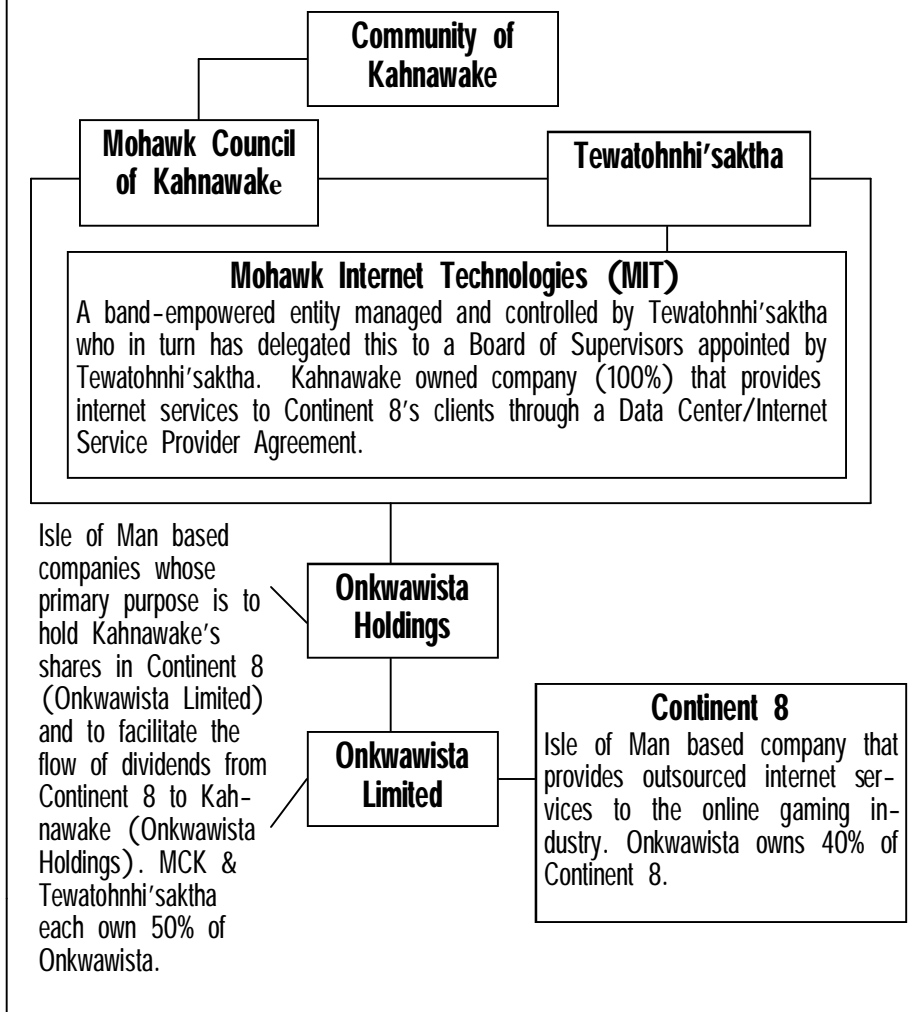 Community of
Kahnawake
Mohawk Council
of Kahnawake
Tewatohnhi'saktha
Mohawk Internet Technologies (MIT)
A band-empowered entity managed and controlled by Tewatohnhi'saktha
who in turn has delegated this to a Board of Supervisors appointed by
Tewatohnhi'saktha. Kahnawake owned company (100%) that provides
internet services to Continent 8's clients through a Data Center/Internet
Service Provider Agreement.
Isle of Man based
companies whose
primary purpose is to
hold Kahnawake's
shares in Continent 8
(Onkwawista Limited)
and to facilitate the
flow of dividends from
Continent 8 to Kah-
nawake (Onkwawista
Holdings). MCK &
Tewatohnhi'saktha
each own 50% of
Onkwawista.
Onkwawista
Holdings
Onkwawista
Limited
Continent 8
Isle of Man based company that
provides outsourced internet ser-
vices to the online gaming in-
dustry. Onkwawista owns 40% of
Continent 8.